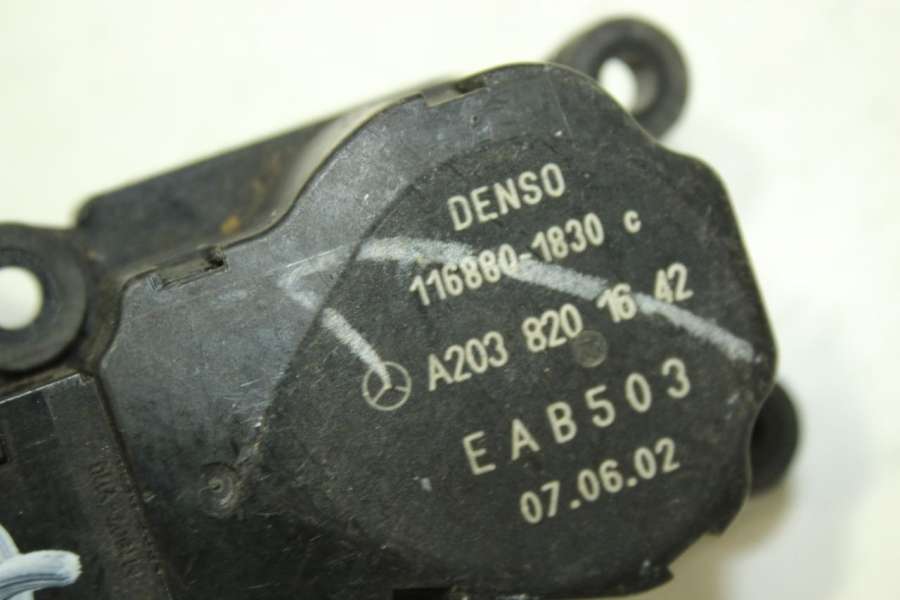 DENSO
116880-1830 c
A203 820 16 42
EAB503
07.06.02